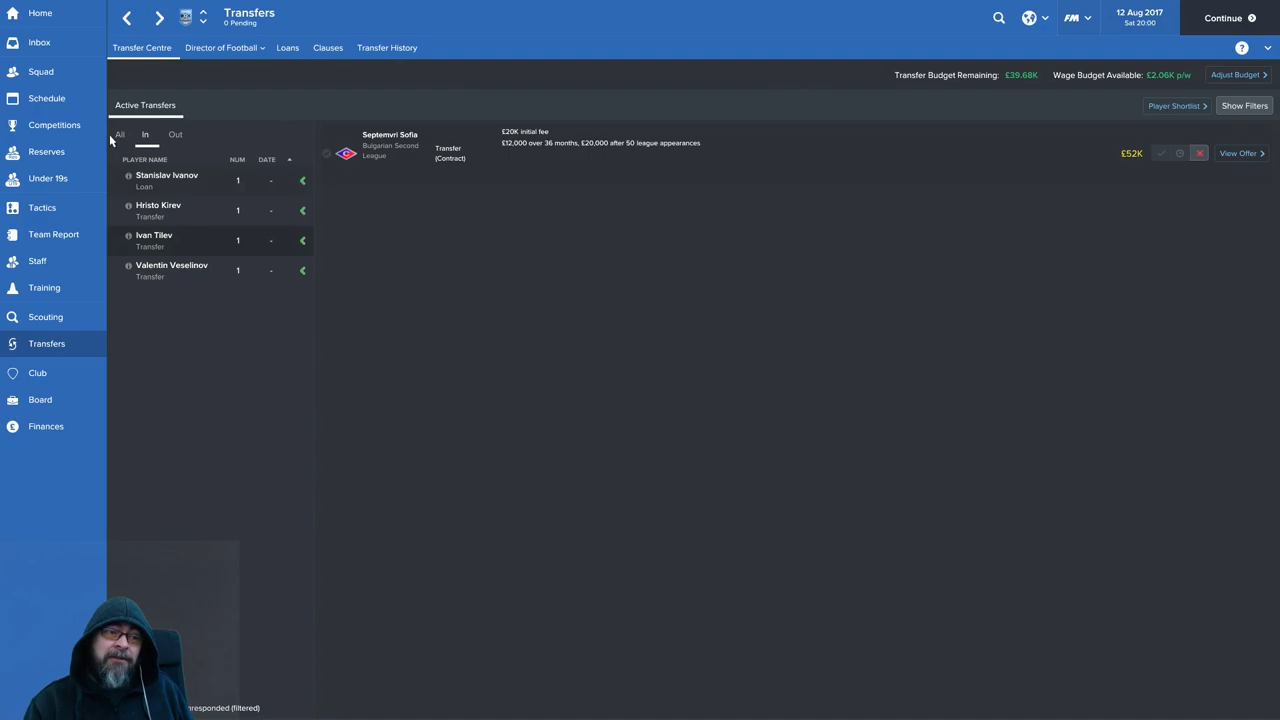 Home
Inbox
Squad
Schedule
Competitions
Reserves
Under 19s
Tactics
Team Report
Staff
Training
Scouting
Transfers
Club
Board
Finances
Transfers
0 Pending
FM
12 Aug 2017
Sat 20:00
Continue
Transfer Centre
Director of Football
Loans
Clauses
Transfer History
?
Transfer Budget Remaining: £39.68K
Wage Budget Available: £2.06K p/w
Adjust Budget
Active Transfers
Player Shortlist
Show Filters
All In Out
PLAYER NAME NUM DATE
Stanislav Ivanov 1 -
Loan
Hristo Kirev 1 -
Transfer
Ivan Tilev 1 -
Transfer
Valentin Veselinov 1 -
Transfer
Septemvri Sofia
Bulgarian Second
League
Transfer
(Contract)
£20K initial fee
£12,000 over 36 months, £20,000 after 50 league appearances
£52K
View Offer
(filtered)